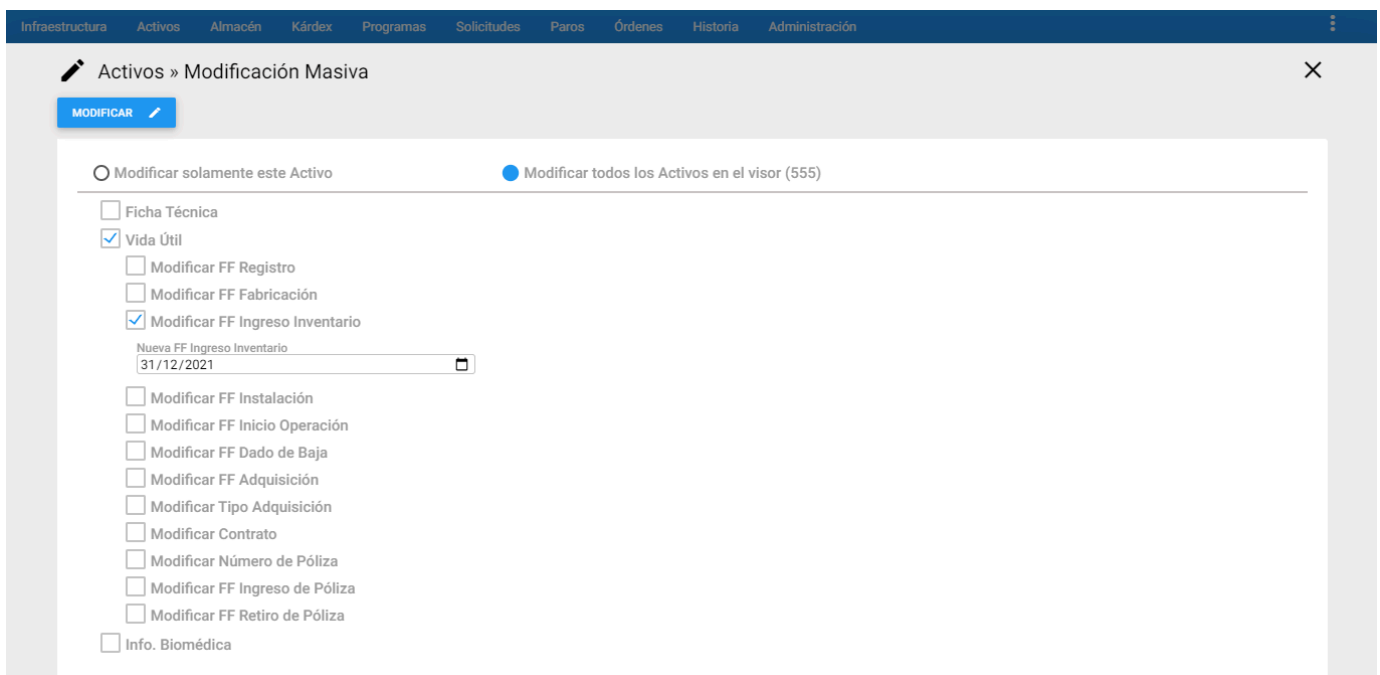 Infraestructura Activos Almacén Kárdex Programas Solicitudes Paros Órdenes Historia Administración
Activos » Modificación Masiva
MODIFICAR
Modificar solamente este Activo Modificar todos los Activos en el visor (555)
Ficha Técnica
Vida Útil
Modificar FF Registro
Modificar FF Fabricación
Modificar FF Ingreso Inventario
Nueva FF Ingreso Inventario
31/12/2021
Modificar FF Instalación
Modificar FF Inicio Operación
Modificar FF Dado de Baja
Modificar FF Adquisición
Modificar Tipo Adquisición
Modificar Contrato
Modificar Número de Póliza
Modificar FF Ingreso de Póliza
Modificar FF Retiro de Póliza
Info. Biomédica